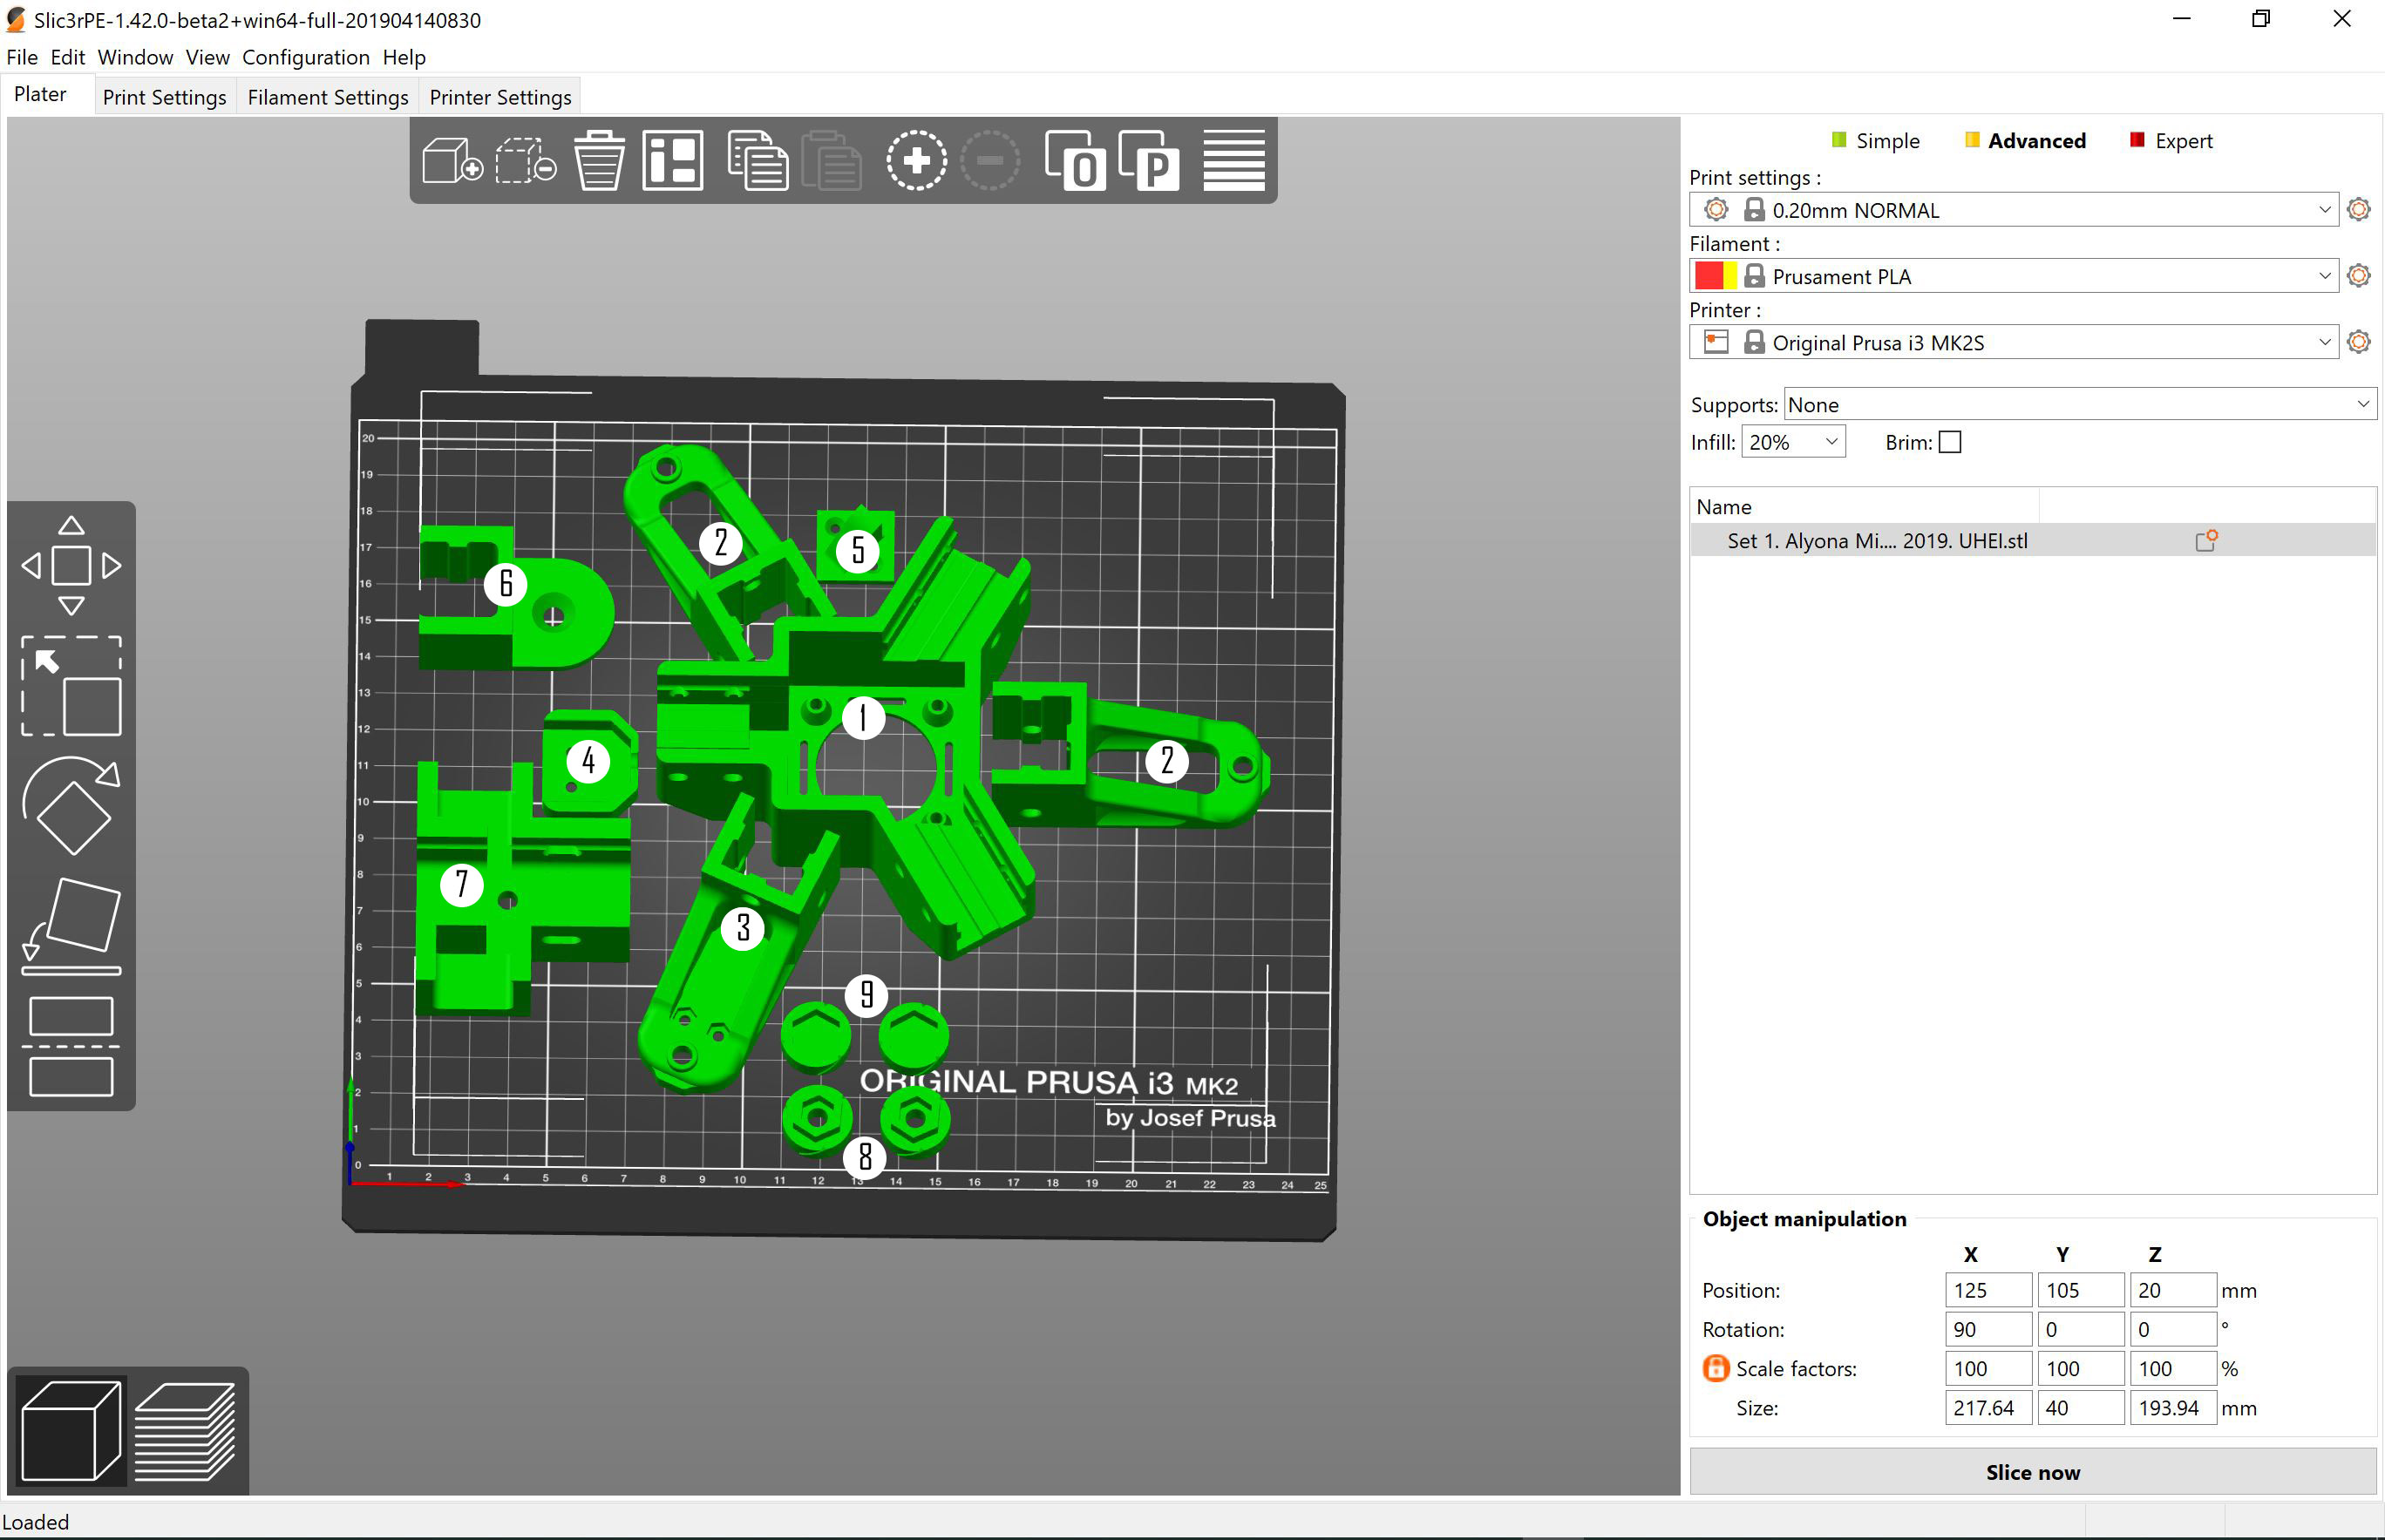 Slic3rPE-1.42.0-beta2+win64-full-201904140830
File Edit Window View Configuration Help
Plater Print Settings Filament Settings Printer Settings
O P
Simple Advanced Expert
Print settings :
0.20mm NORMAL
Filament :
Prusament PLA
Printer :
Original Prusa i3 MK2S
Supports: None
Infill: 20% Brim:
Name
Set 1. Alyona Mi.... 2019. UHEI.stl
20
19
18
17
16
15
14
13
12
11
10
9
8
7
6
5
4
3
2
1
0
2
5
6
1
4
2
7
3
9
ORIGINAL PRUSA i3 MK2
by Josef Prusa
8
1 2 3 4 5 6 7 8 9 10 11 12 13 14 15 16 17 18 19 20 21 22 23 24 25
Object manipulation
X Y Z
Position: 125 105 20 mm
Rotation: 90 0 0 °
Scale factors: 100 100 100 %
Size: 217.64 40 193.94 mm
Slice now
Loaded